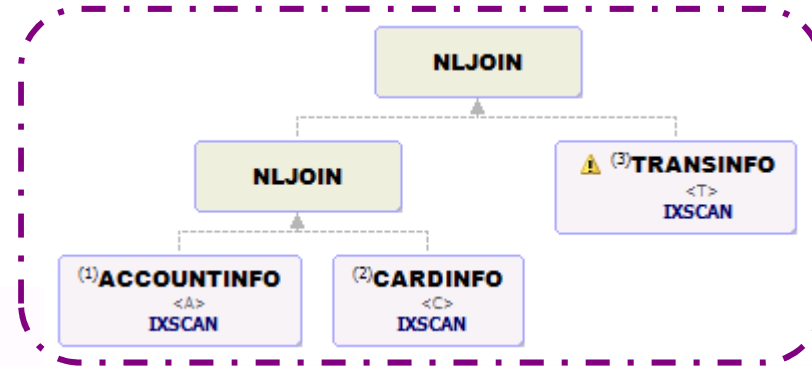 NLJOIN
NLJOIN
(3)TRANSINFO
<T>
IXSCAN
(1)ACCOUNTINFO
<A>
IXSCAN
(2)CARDINFO
<C>
IXSCAN